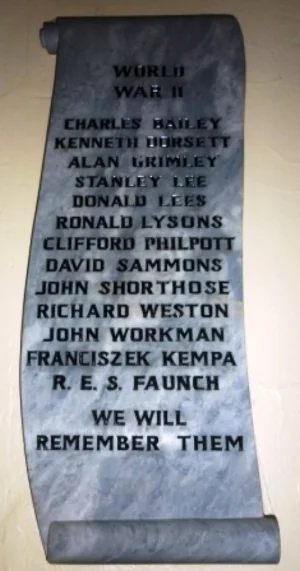 WORLD
WAR II
CHARLES BAILEY
KENNETH DORSETT
ALAN GRIMLEY
STANLEY LEE
DONALD LEES
RONALD LYSONS
CLIFFORD PHILPOTT
DAVID SAMMONS
JOHN SHORTHOSE
RICHARD WESTON
JOHN WORKMAN
FRANCISZEK KEMPA
R. E. S. FAUNCH
WE WILL
REMEMBER THEM